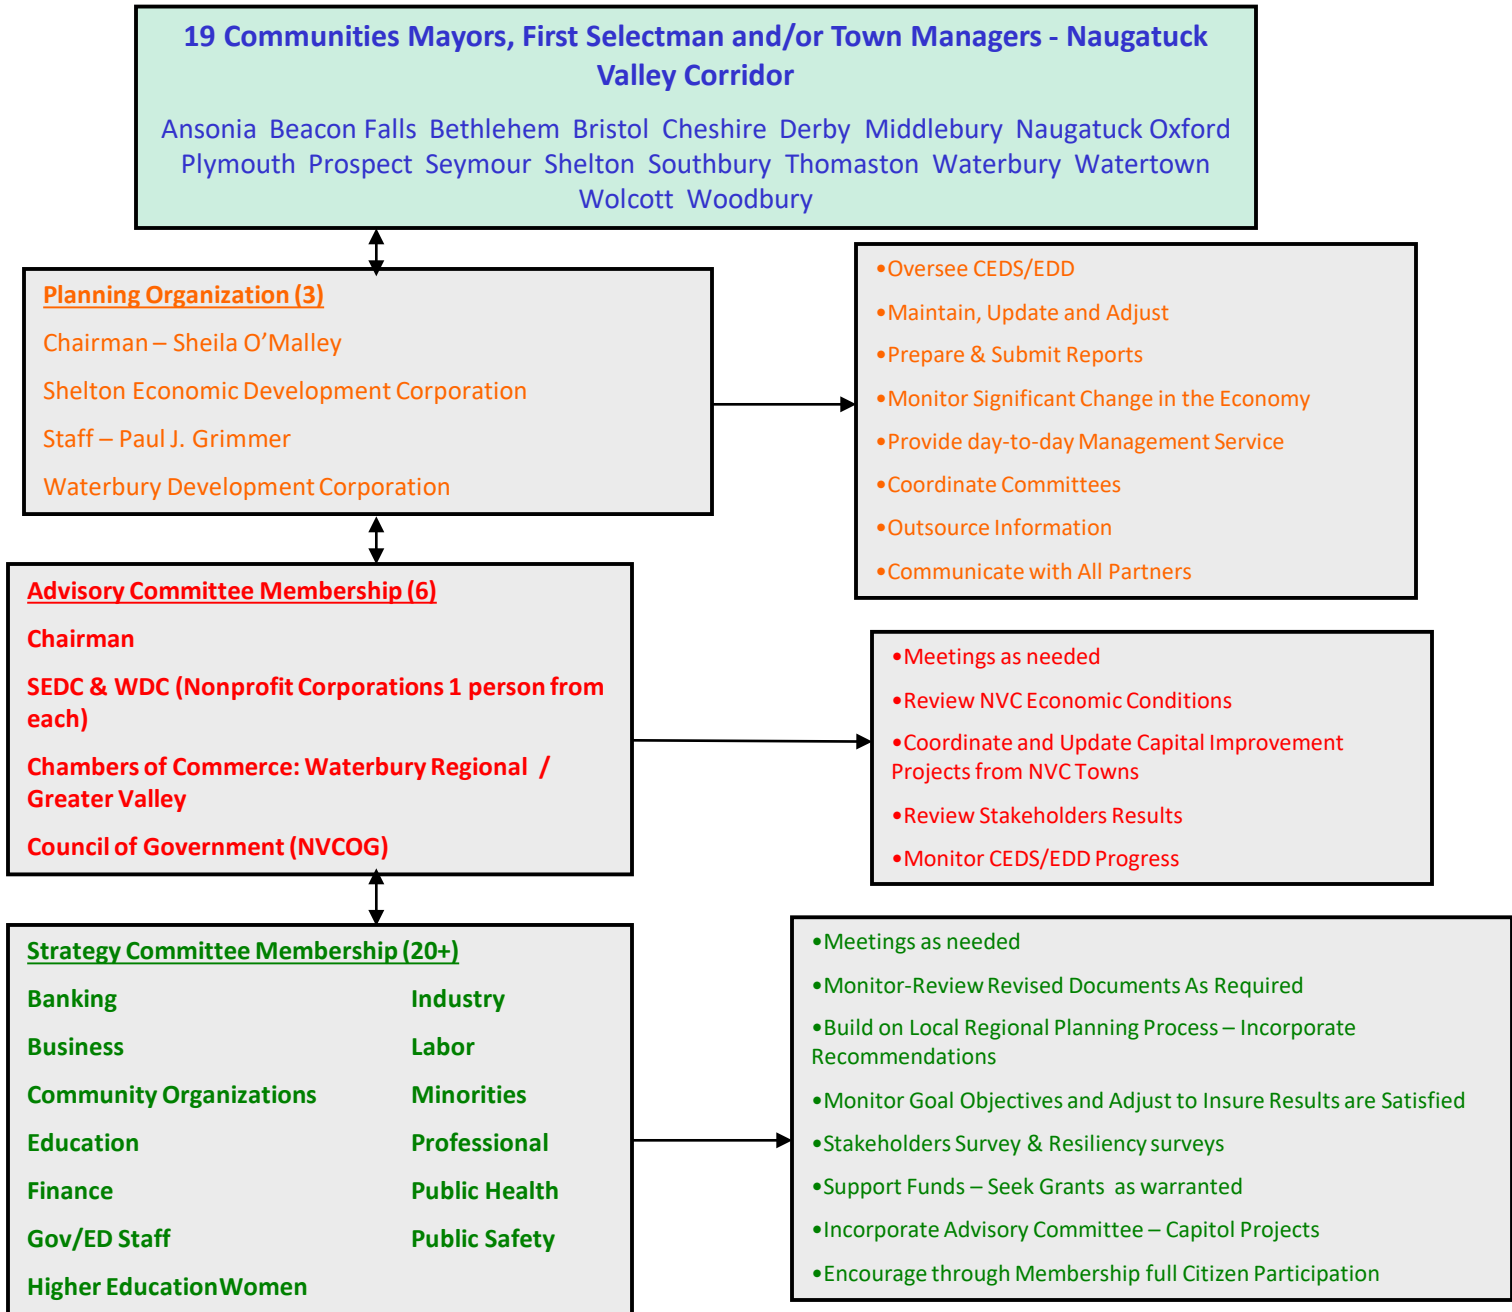 19 Communities Mayors, First Selectman and/or Town Managers - Naugatuck
Valley Corridor
Ansonia Beacon Falls Bethlehem Bristol Cheshire Derby Middlebury Naugatuck Oxford
Plymouth Prospect Seymour Shelton Southbury Thomaston Waterbury Watertown
Wolcott Woodbury
Planning Organization (3)
Chairman – Sheila O’Malley
Shelton Economic Development Corporation
Staff – Paul J. Grimmer
Waterbury Development Corporation
•Oversee CEDS/EDD
•Maintain, Update and Adjust
•Prepare & Submit Reports
•Monitor Significant Change in the Economy
•Provide day-to-day Management Service
•Coordinate Committees
•Outsource Information
•Communicate with All Partners
Advisory Committee Membership (6)
Chairman
SEDC & WDC (Nonprofit Corporations 1 person from
each)
Chambers of Commerce: Waterbury Regional /
Greater Valley
Council of Government (NVCOG)
•Meetings as needed
•Review NVC Economic Conditions
•Coordinate and Update Capital Improvement
Projects from NVC Towns
•Review Stakeholders Results
•Monitor CEDS/EDD Progress
Strategy Committee Membership (20+)
Banking Industry
Business Labor
Community Organizations Minorities
Education Professional
Finance Public Health
Gov/ED Staff Public Safety
Higher EducationWomen
•Meetings as needed
•Monitor-Review Revised Documents As Required
•Build on Local Regional Planning Process – Incorporate
Recommendations
•Monitor Goal Objectives and Adjust to Insure Results are Satisfied
•Stakeholders Survey & Resiliency surveys
•Support Funds – Seek Grants as warranted
•Incorporate Advisory Committee – Capitol Projects
•Encourage through Membership full Citizen Participation